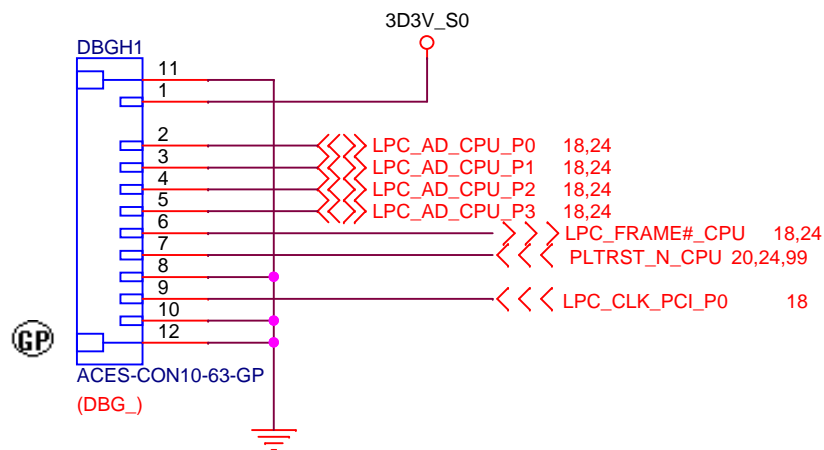 3D3V_S0
DBGH1
11
1
2 LPC_AD_CPU_P0 18,24
3 LPC_AD_CPU_P1 18,24
4 LPC_AD_CPU_P2 18,24
5 LPC_AD_CPU_P3 18,24
6 LPC_FRAME#_CPU 18,24
7 PLTRST_N_CPU 20,24,99
8
9 LPC_CLK_PCI_P0 18
10
12
GP
ACES-CON10-63-GP
(DBG_)